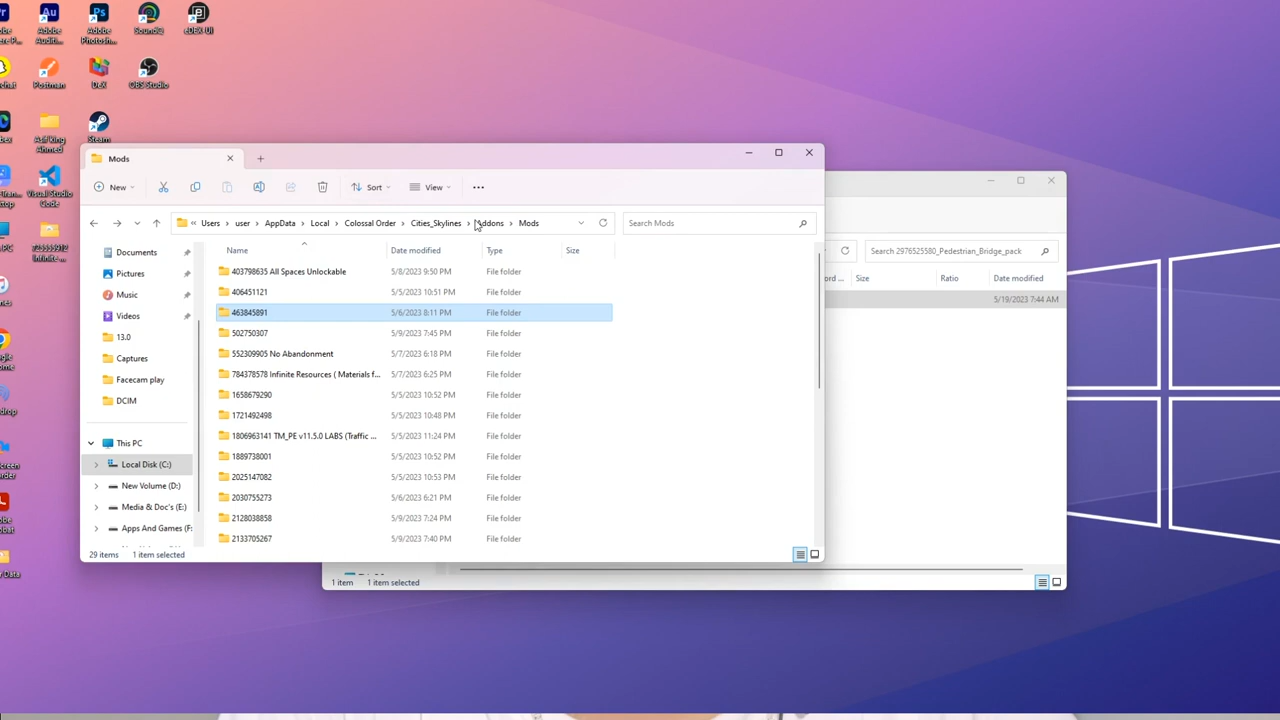 Adobe Auditi...
Adobe Photosh...
SoundQ
eDEX-UI
Postman
DeX
OBS Studio
Asif King Ahmed
Steam
Visual Studio Code
Infinite ...
Mods
New
Sort
View
Users
user
AppData
Local
Colossal Order
Cities_Skylines
Addons
Mods
Search Mods
Search 2976525580_Pedestrian_Bridge_pack
Name
Date modified
Type
Size
Size
Ratio
Date modified
5/19/2023 7:44 AM
Documents
Pictures
Music
Videos
13.0
Captures
Facecam play
DCIM
This PC
Local Disk (C:)
New Volume (D:)
Media & Doc's (E:)
Apps And Games (F:
403798635 All Spaces Unlockable 5/8/2023 9:50 PM File folder
406451121 5/5/2023 10:51 PM File folder
463845891 5/6/2023 8:11 PM File folder
502750307 5/9/2023 7:45 PM File folder
552309905 No Abandonment 5/7/2023 6:18 PM File folder
784378578 Infinite Resources ( Materials f... 5/7/2023 6:25 PM File folder
1658679290 5/5/2023 10:52 PM File folder
1721492498 5/5/2023 10:48 PM File folder
1806963141 TM_PE v11.5.0 LABS (Traffic ... 5/5/2023 11:24 PM File folder
1889738001 5/5/2023 10:52 PM File folder
2025147082 5/5/2023 10:53 PM File folder
2030755273 5/6/2023 6:21 PM File folder
2128038858 5/9/2023 7:24 PM File folder
2133705267 5/9/2023 7:40 PM File folder
29 items 1 item selected
1 item 1 item selected